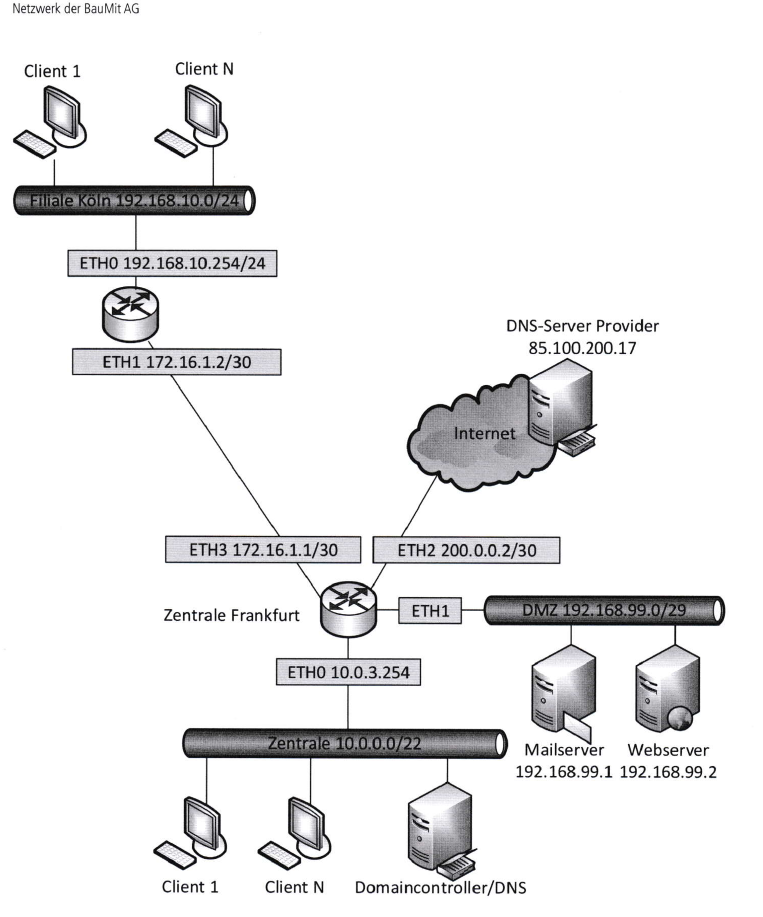 Netzwerk der BauMit AG
Client 1
Client N
Filiale Köln 192.168.10.0/24
ETH0 192.168.10.254/24
ETH1 172.16.1.2/30
DNS-Server Provider
85.100.200.17
Internet
ETH3 172.16.1.1/30
ETH2 200.0.0.2/30
Zentrale Frankfurt
ETH1
DMZ 192.168.99.0/29
ETH0 10.0.3.254
Mailserver
192.168.99.1
Webserver
192.168.99.2
Zentrale 10.0.0.0/22
Client 1
Client N
Domaincontroller/DNS